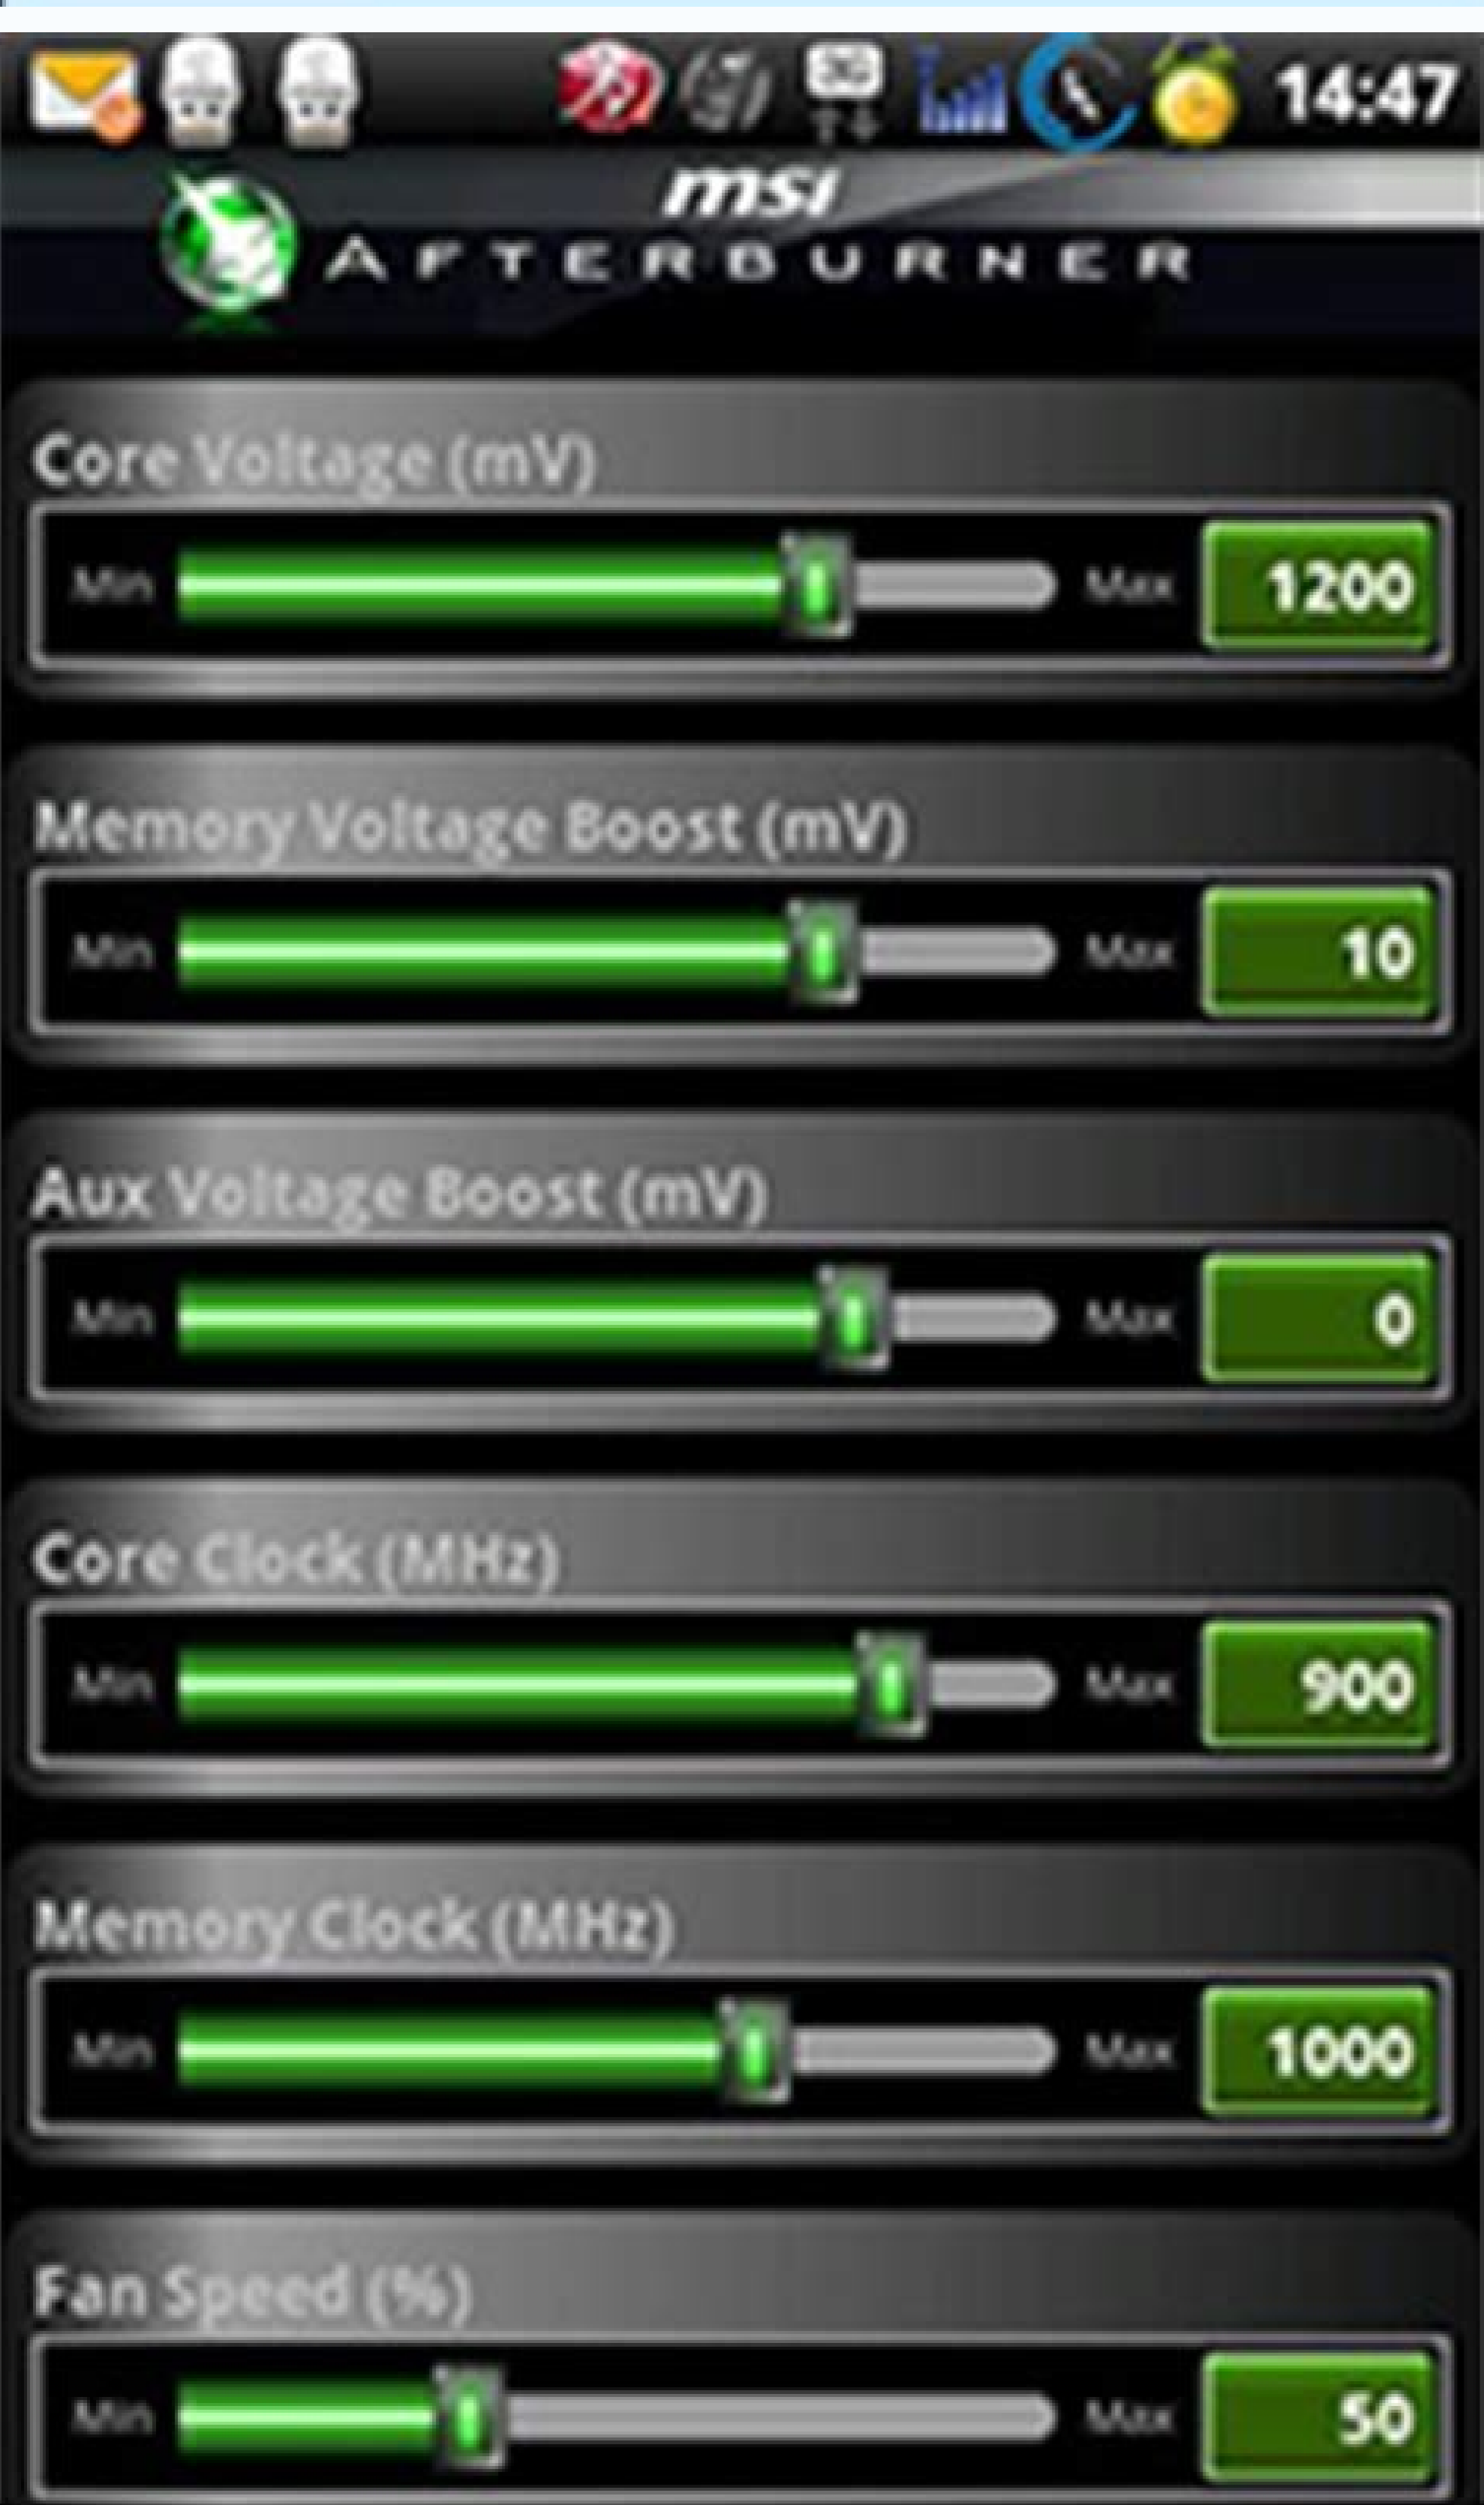 3G
14:47
msi
AFTERBURNER
Core Voltage (mV)
Min Max 1200
Memory Voltage Boost (mV)
Min Max 10
Aux Voltage Boost (mV)
Min Max 0
Core Clock (MHz)
Min Max 900
Memory Clock (MHz)
Min Max 1000
Fan Speed (%)
Min Max 50